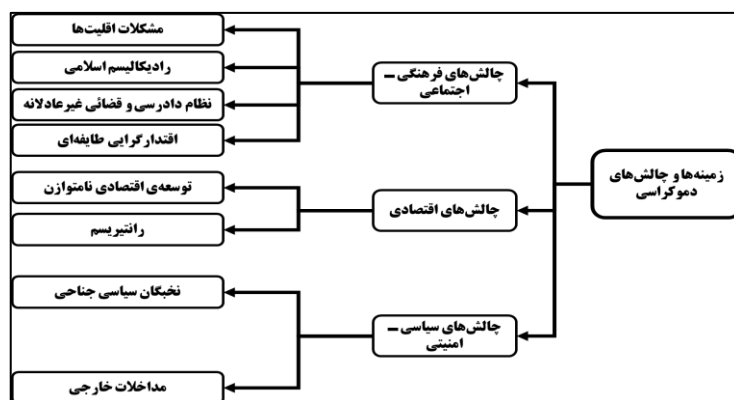 زمینه‌ها و چالش‌های
دموکراسی
چالش‌های فرهنگی –
اجتماعی
مشکلات اقلیت‌ها
رادیکالیسم اسلامی
نظام دادرسی و قضائی غیرعادلانه
اقتدارگرایی طایفه‌ای
چالش‌های اقتصادی
توسعه‌ی اقتصادی نامتوازن
رانتیریسم
چالش‌های سیاسی –
امنیتی
نخبگان سیاسی جناحی
مداخلات خارجی